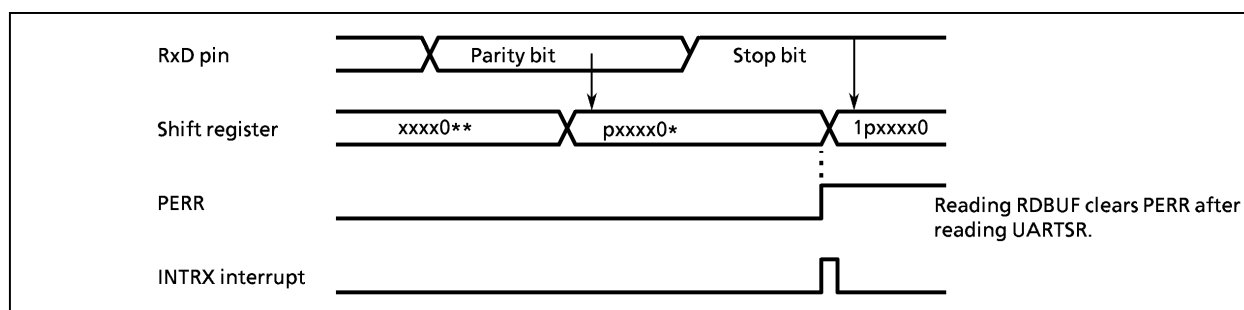 RxD pin
Parity bit
Stop bit
Shift register
xxxx0**
pxxxx0*
1pxxxx0
PERR
Reading RDBUF clears PERR after
reading UARTSR.
INTRX interrupt